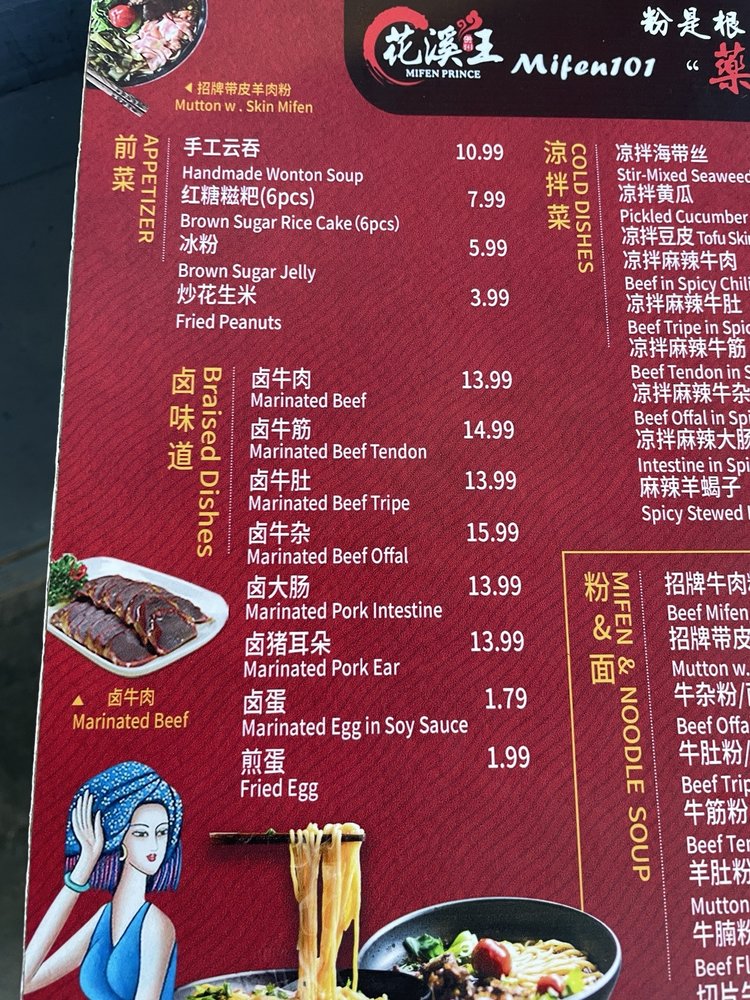 花溪王
MIFEN PRINCE
Mifen101
粉是根
“薬
招牌带皮羊肉粉
Mutton w . Skin Mifen
前菜
APPETIZER
手工云吞 10.99
Handmade Wonton Soup
红糖糍粑(6pcs) 7.99
Brown Sugar Rice Cake (6pcs)
冰粉 5.99
Brown Sugar Jelly
炒花生米 3.99
Fried Peanuts
卤味道
Braised Dishes
卤牛肉 13.99
Marinated Beef
卤牛筋 14.99
Marinated Beef Tendon
卤牛肚 13.99
Marinated Beef Tripe
卤牛杂 15.99
Marinated Beef Offal
卤大肠 13.99
Marinated Pork Intestine
卤猪耳朵 13.99
Marinated Pork Ear
卤蛋 1.79
Marinated Egg in Soy Sauce
煎蛋 1.99
Fried Egg
卤牛肉
Marinated Beef
凉拌菜
COLD DISHES
凉拌海带丝
Stir-Mixed Seaweed
凉拌黄瓜
Pickled Cucumber
凉拌豆皮 Tofu Skin
凉拌麻辣牛肉
Beef in Spicy Chili
凉拌麻辣牛肚
Beef Tripe in
凉拌麻辣牛筋
Beef Tendon in
凉拌麻辣牛杂
Beef Offal in
凉拌麻辣大肠
Intestine in
麻辣羊蝎子
Spicy Stewed
粉&面
MIFEN & NOODLE SOUP
招牌牛肉粉
Beef Mifen
招牌带皮
Mutton w.
牛杂粉/
Beef Offa
牛肚粉/
Beef Trip
牛筋粉
Beef Ten
羊肚粉
Mutton
牛腩粉
Beef Fl
切片牛